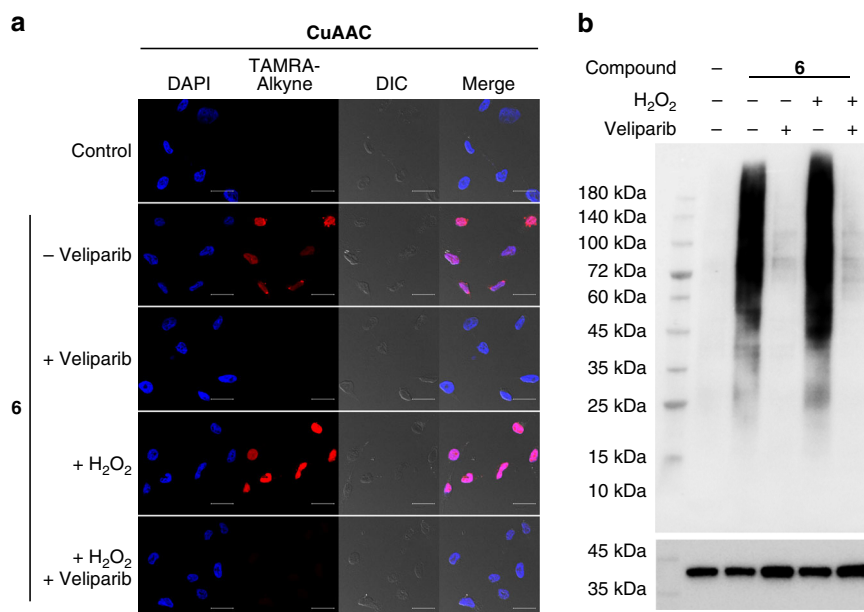 a
CuAAC
DAPI
TAMRA-
Alkyne
DIC
Merge
Control
– Veliparib
+ Veliparib
+ H₂O₂
+ H₂O₂
+ Veliparib
6
b
Compound – 6
H₂O₂ – – – + +
Veliparib – – + – +
180 kDa
140 kDa
100 kDa
72 kDa
60 kDa
45 kDa
35 kDa
25 kDa
15 kDa
10 kDa
45 kDa
35 kDa